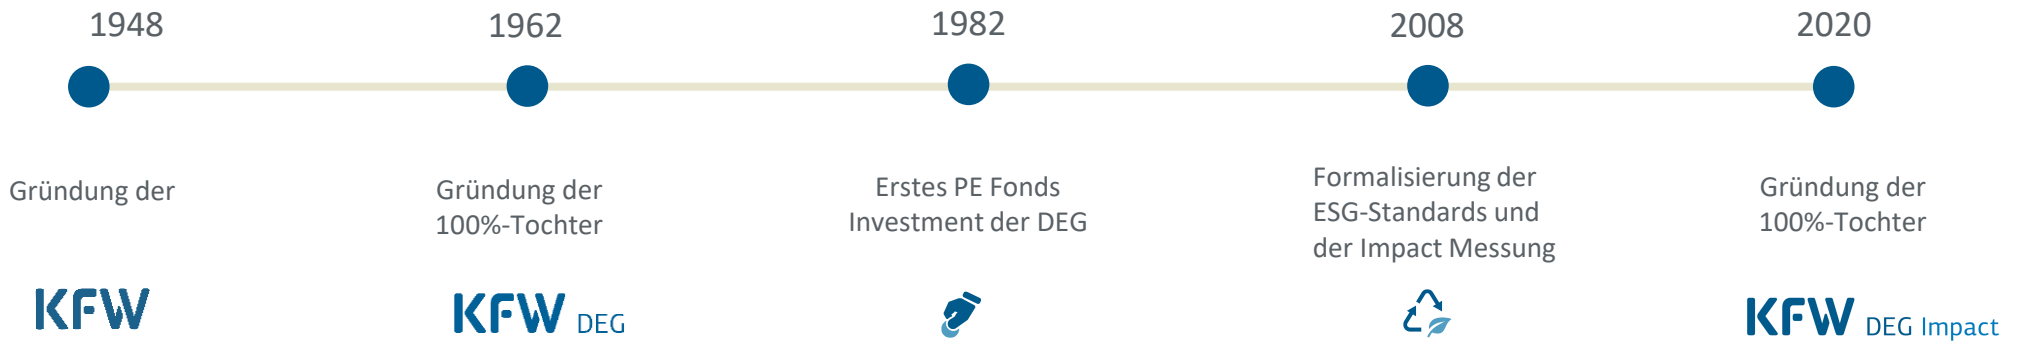 1948
1962
1982
2008
2020
Gründung der
KFW
Gründung der
100%-Tochter
KFW DEG
Erstes PE Fonds
Investment der DEG
Formalisierung der
ESG-Standards und
der Impact Messung
Gründung der
100%-Tochter
KFW DEG Impact